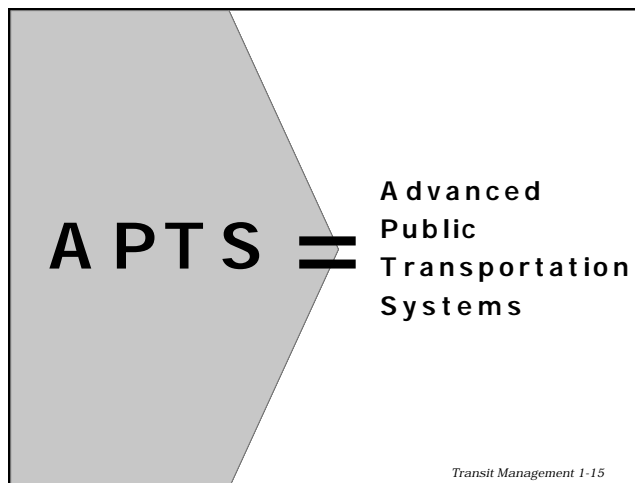 APTS =
Advanced
Public
Transportation
Systems
Transit Management 1-15